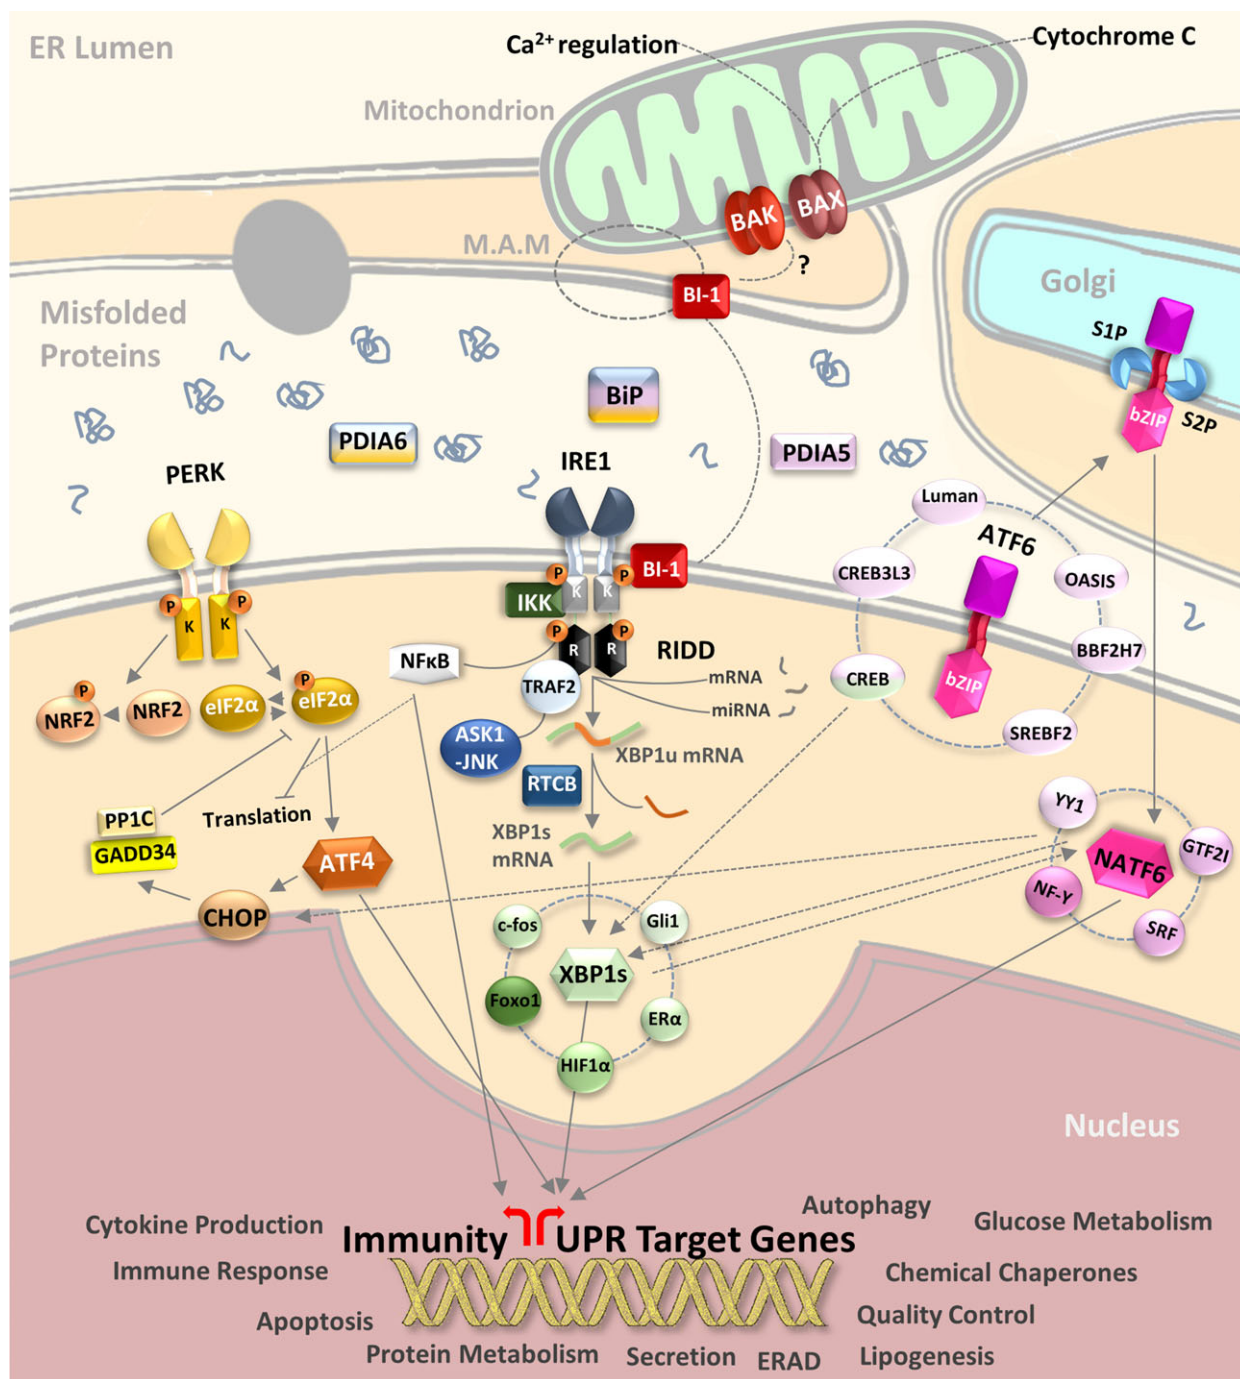 ER Lumen
Ca²⁺ regulation
Cytochrome C
Mitochondrion
BAK
BAX
M.A.M
?
BI-1
Golgi
Misfolded
Proteins
S1P
bZIP
S2P
BiP
PDIA6
PDIA5
PERK
IRE1
Luman
ATF6
CREB3L3
OASIS
BBF2H7
CREB
bZIP
SREBF2
P
P
K
K
P
P
BI-1
IKK
K
K
P
P
R
R
RIDD
NFκB
TRAF2
mRNA
miRNA
P
P
NRF2
NRF2
eIF2α
eIF2α
ASK1
-JNK
XBP1u mRNA
RTCB
PP1C
GADD34
Translation
XBP1s
mRNA
ATF4
CHOP
YY1
GTF2I
NATF6
NF-Y
SRF
c-fos
Gli1
XBP1s
Foxo1
ERα
HIF1α
Nucleus
Cytokine Production
Immunity
UPR Target Genes
Autophagy
Glucose Metabolism
Immune Response
Chemical Chaperones
Apoptosis
Quality Control
Protein Metabolism
Secretion
ERAD
Lipogenesis